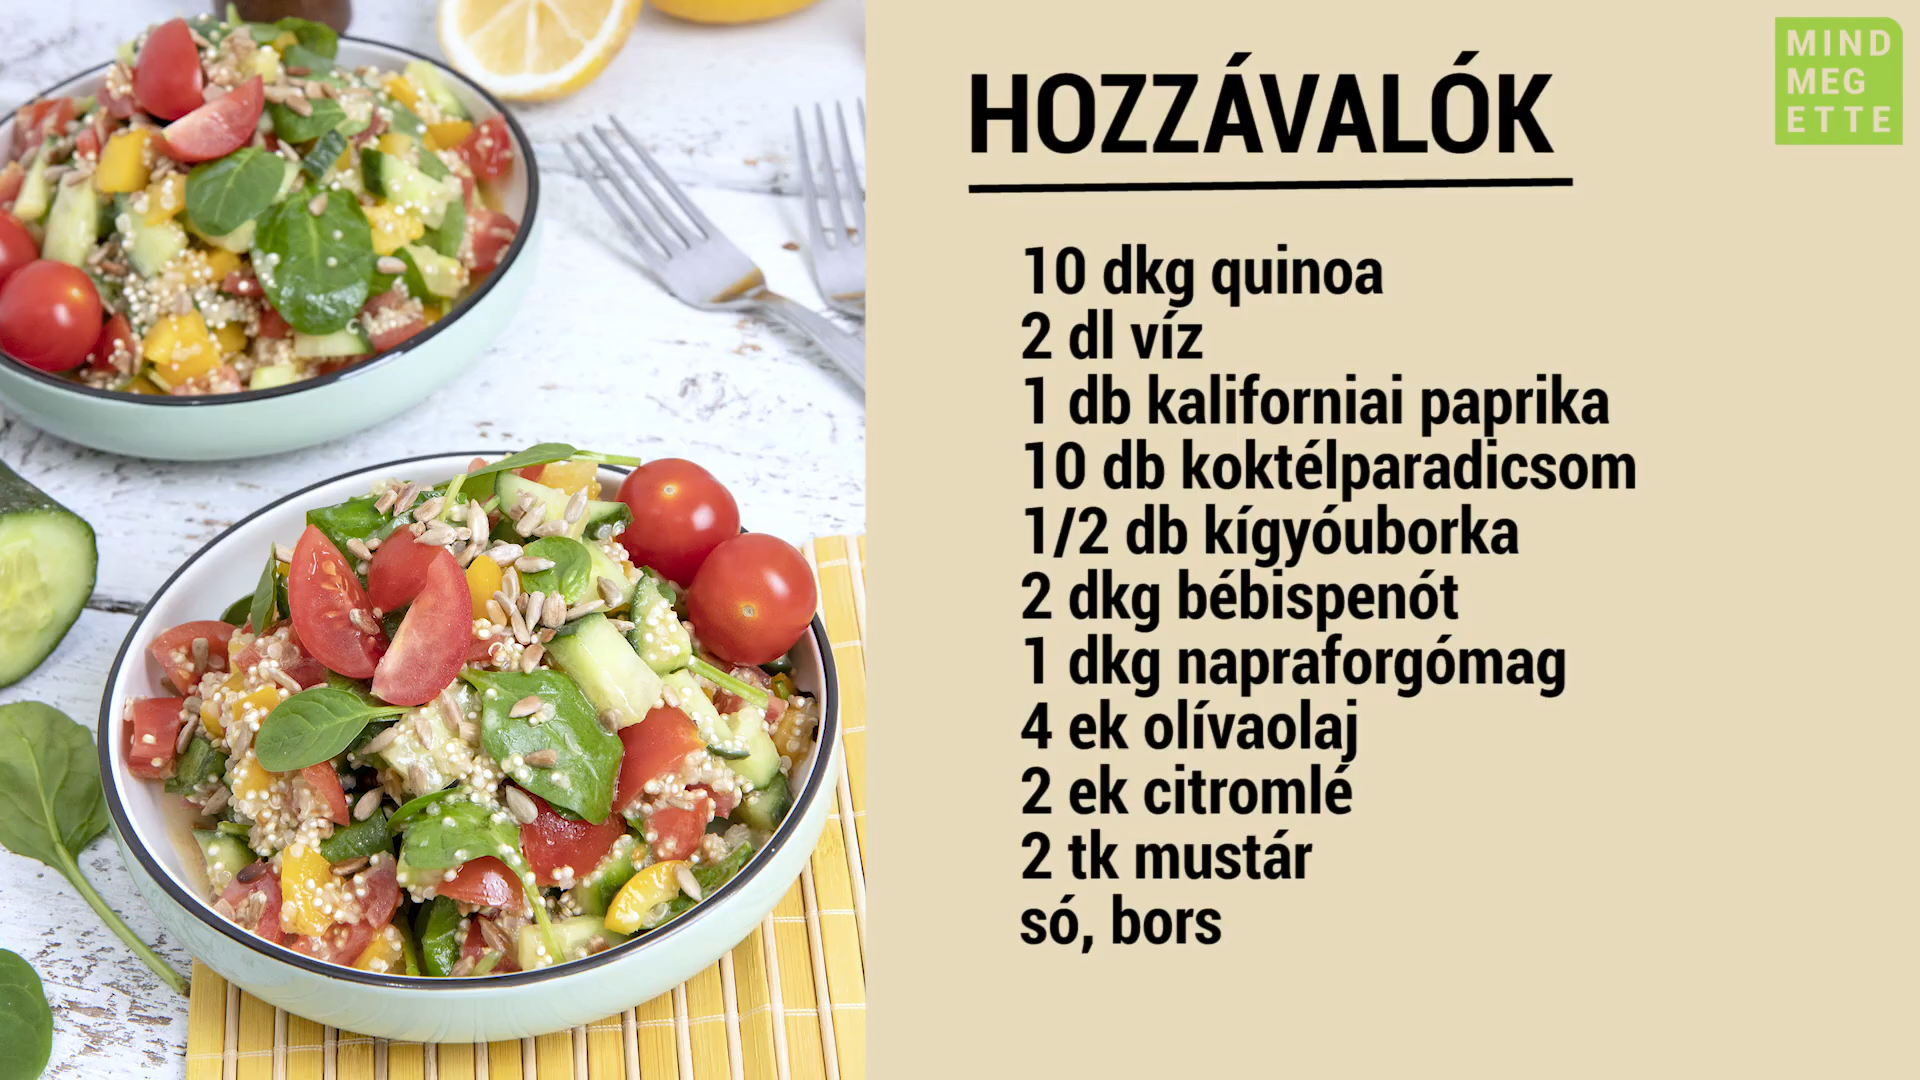 HOZZÁVALÓK
MIND
MEG
ETTE
10 dkg quinoa
2 dl víz
1 db kaliforniai paprika
10 db koktélparadicsom
1/2 db kígyóuborka
2 dkg bébispenót
1 dkg napraforgómag
4 ek olívaolaj
2 ek citromlé
2 tk mustár
só, bors